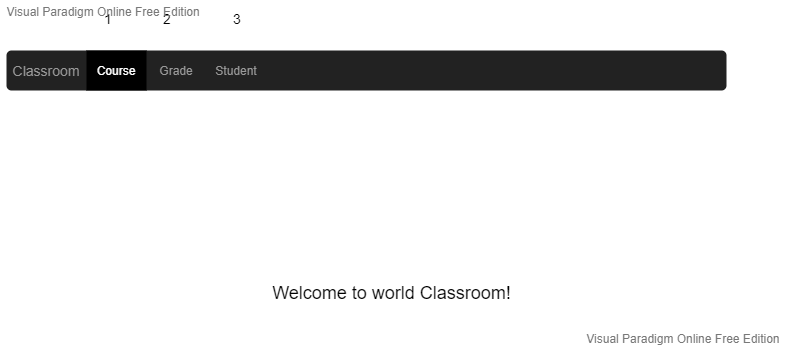 Visual Paradigm Online Free Edition
1 2 3
Classroom Course Grade Student
Welcome to world Classroom!
Visual Paradigm Online Free Edition